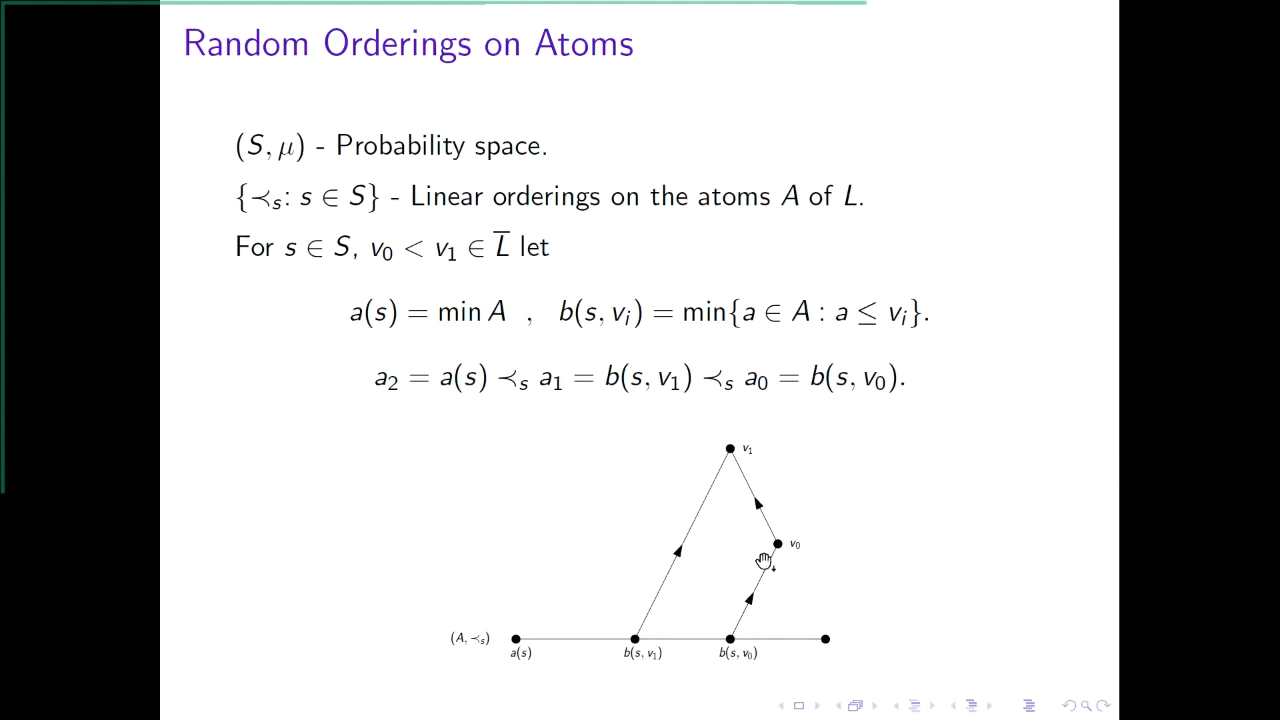 Random Orderings on Atoms
(S, μ) - Probability space.
{≺ₛ: s ∈ S} - Linear orderings on the atoms A of L.
For s ∈ S, v₀ < v₁ ∈ L̅ let
a(s) = min A , b(s, vᵢ) = min{a ∈ A : a ≤ vᵢ}.
a₂ = a(s) ≺ₛ a₁ = b(s, v₁) ≺ₛ a₀ = b(s, v₀).
v₁
v₀
(A, ≺ₛ)
a(s) b(s, v₁) b(s, v₀)